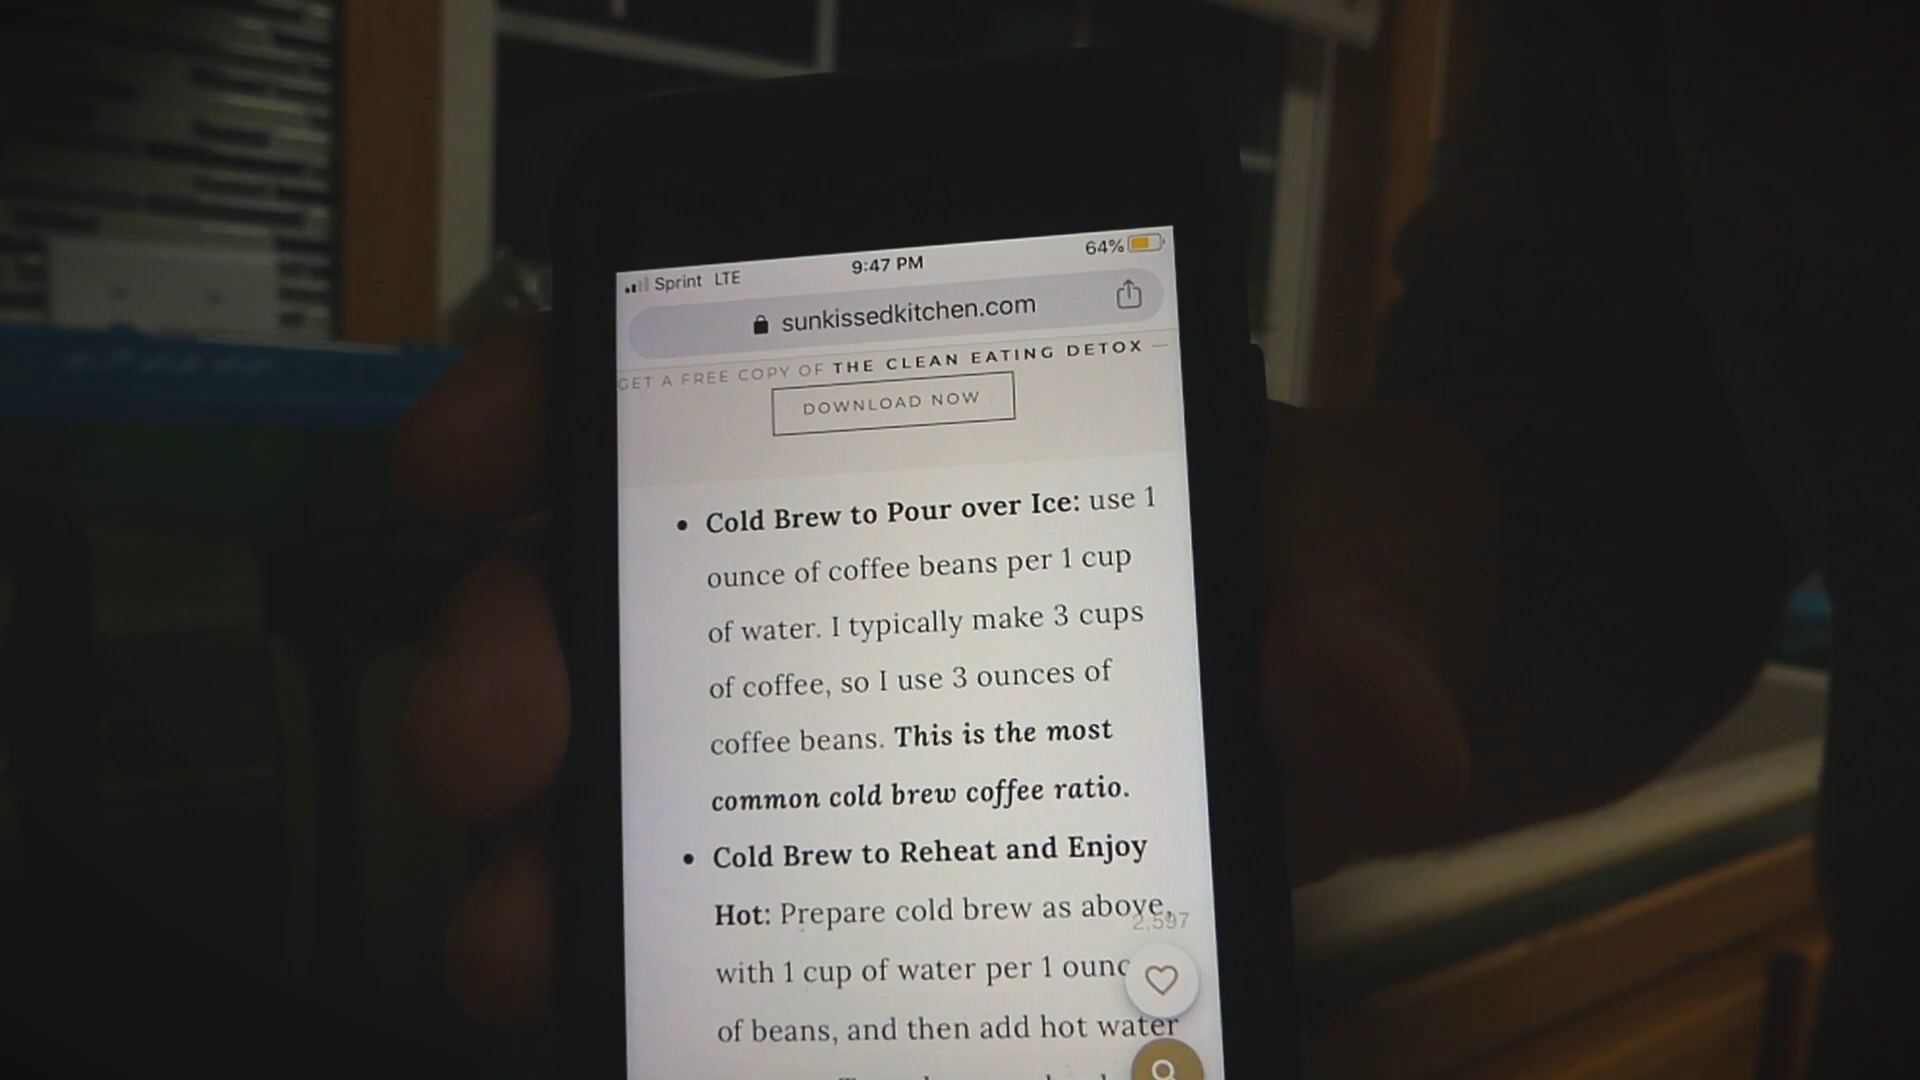 Sprint LTE 9:47 PM 64%
sunkissedkitchen.com
GET A FREE COPY OF THE CLEAN EATING DETOX —
DOWNLOAD NOW
• Cold Brew to Pour over Ice: use 1
ounce of coffee beans per 1 cup
of water. I typically make 3 cups
of coffee, so I use 3 ounces of
coffee beans. This is the most
common cold brew coffee ratio.
• Cold Brew to Reheat and Enjoy
Hot: Prepare cold brew as above,
2,597
with 1 cup of water per 1 ounc
of beans, and then add hot water